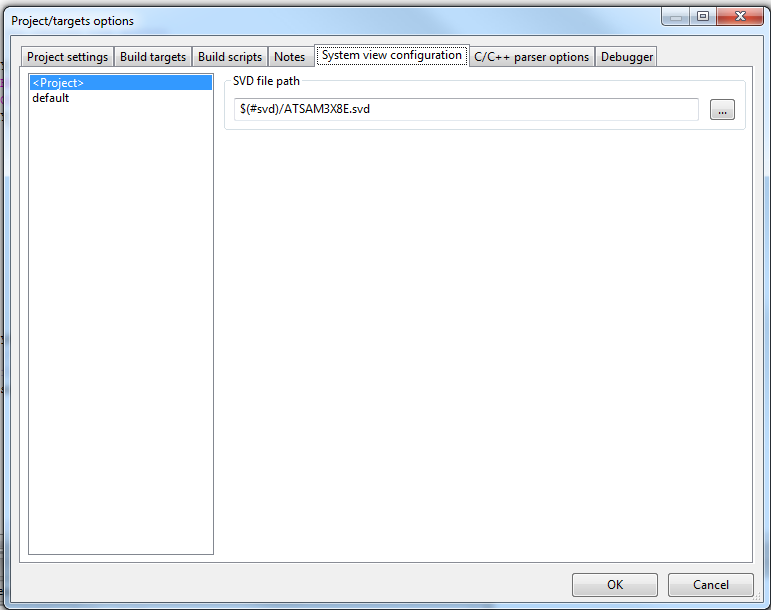 Project/targets options
Project settings Build targets Build scripts Notes System view configuration C/C++ parser options Debugger
<Project>
default
SVD file path
$(#svd)/ATSAM3X8E.svd
...
OK Cancel